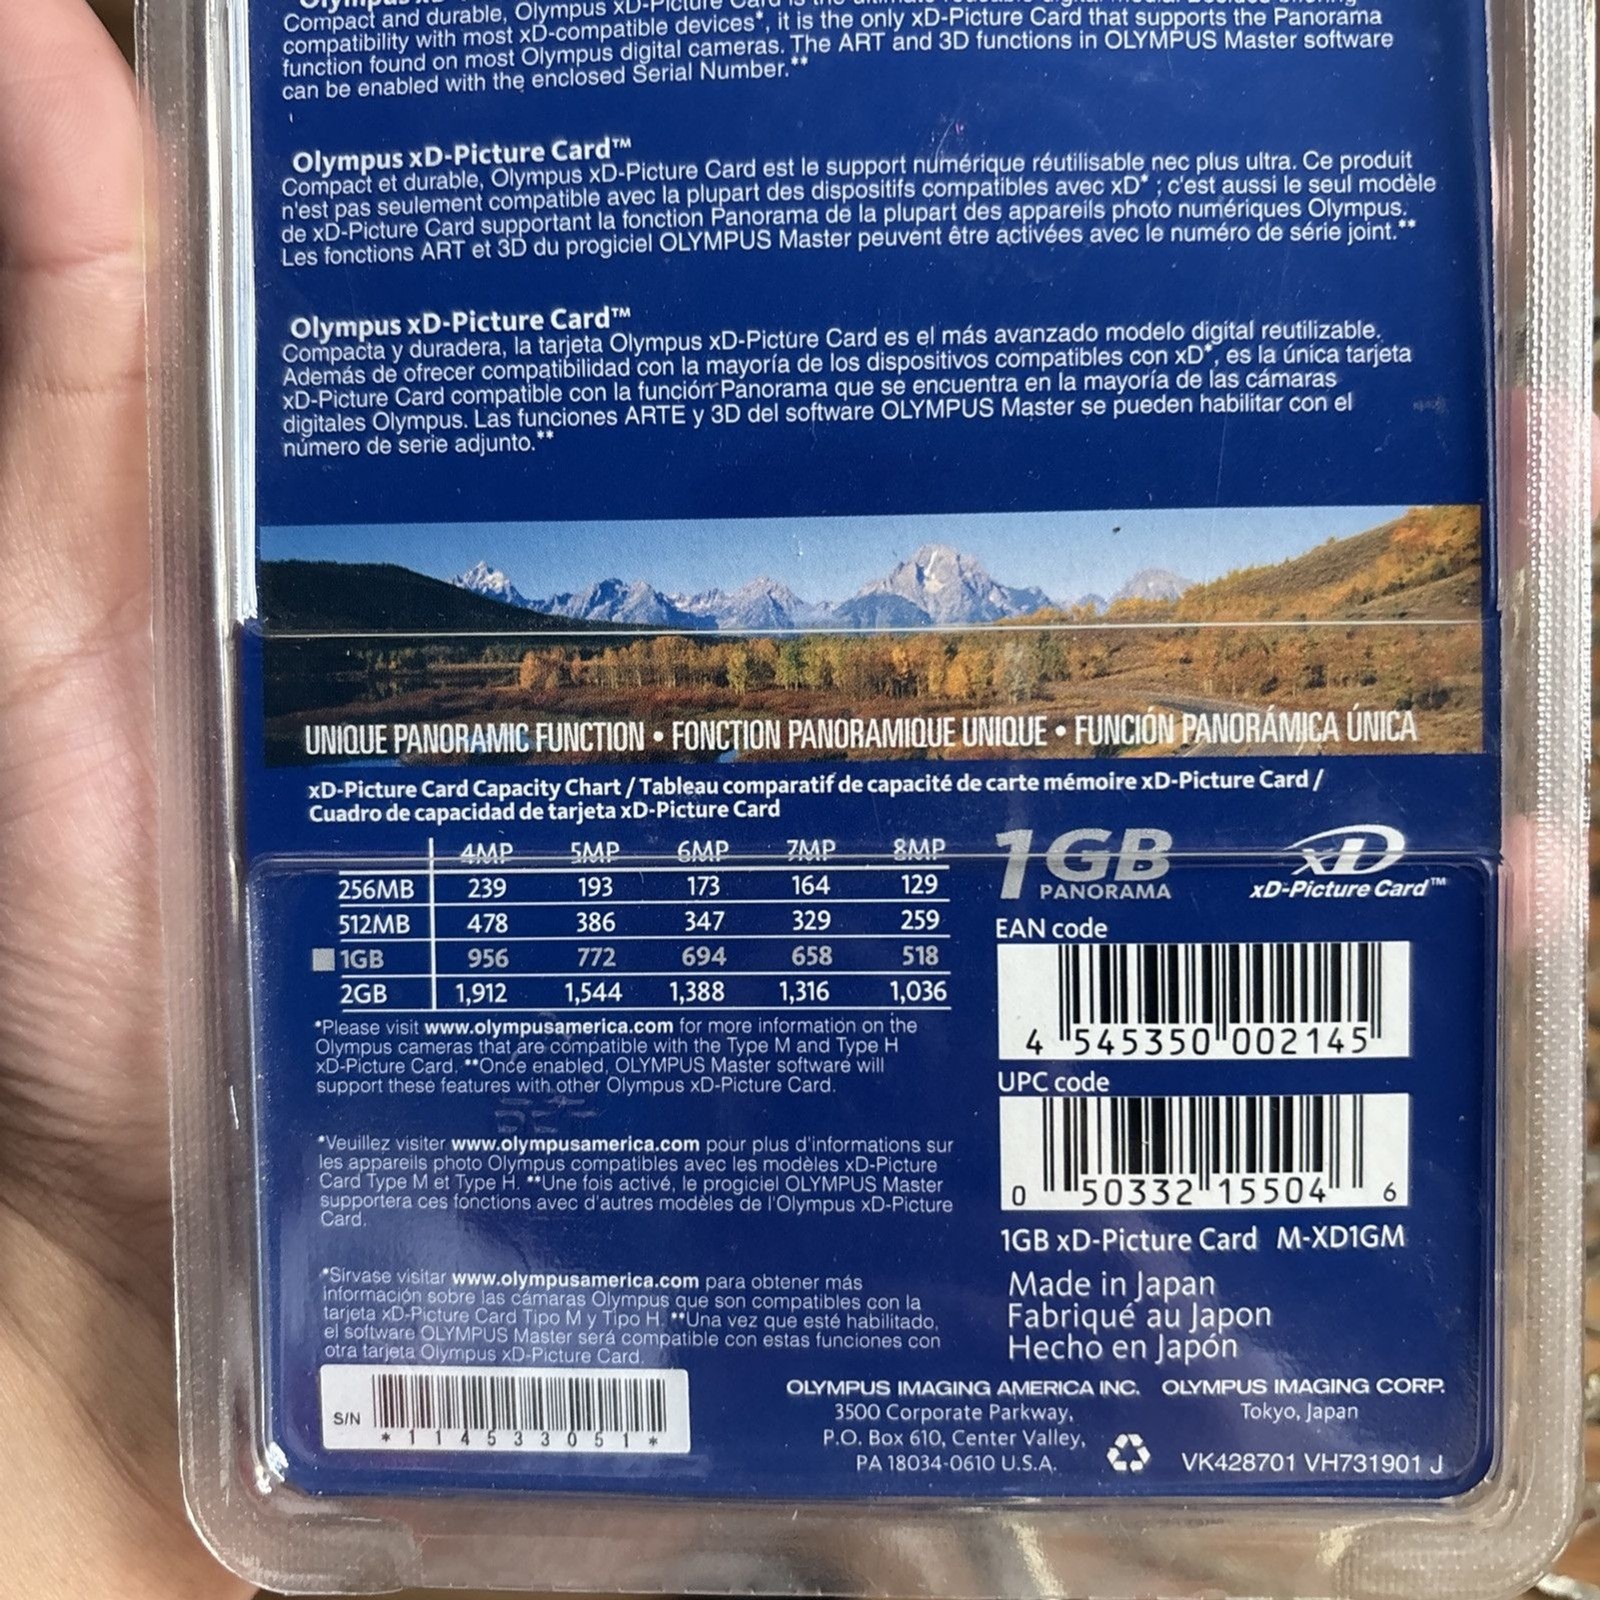 Compact and durable, Olympus xD-Picture Card is the ultimate reusable digital media. Besides offering
compatibility with most xD-compatible devices*, it is the only xD-Picture Card that supports the Panorama
function found on most Olympus digital cameras. The ART and 3D functions in OLYMPUS Master software
can be enabled with the enclosed Serial Number.**
Olympus xD-Picture Card™
Compact et durable, Olympus xD-Picture Card est le support numérique réutilisable nec plus ultra. Ce produit
n'est pas seulement compatible avec la plupart des dispositifs compatibles avec xD* ; c'est aussi le seul modèle
de xD-Picture Card supportant la fonction Panorama de la plupart des appareils photo numériques Olympus.
Les fonctions ART et 3D du progiciel OLYMPUS Master peuvent être activées avec le numéro de série joint.**
Olympus xD-Picture Card™
Compacta y duradera, la tarjeta Olympus xD-Picture Card es el más avanzado modelo digital reutilizable.
Además de ofrecer compatibilidad con la mayoría de los dispositivos compatibles con xD*, es la única tarjeta
xD-Picture Card compatible con la función Panorama que se encuentra en la mayoría de las cámaras
digitales Olympus. Las funciones ARTE y 3D del software OLYMPUS Master se pueden habilitar con el
número de serie adjunto.**
UNIQUE PANORAMIC FUNCTION • FONCTION PANORAMIQUE UNIQUE • FUNCIÓN PANORÁMICA ÚNICA
xD-Picture Card Capacity Chart / Tableau comparatif de capacité de carte mémoire xD-Picture Card /
Cuadro de capacidad de tarjeta xD-Picture Card
4MP 5MP 6MP 7MP 8MP
256MB 239 193 173 164 129
512MB 478 386 347 329 259
1GB 956 772 694 658 518
2GB 1,912 1,544 1,388 1,316 1,036
*Please visit www.olympusamerica.com for more information on the
Olympus cameras that are compatible with the Type M and Type H
xD-Picture Card. **Once enabled, OLYMPUS Master software will
support these features with other Olympus xD-Picture Card.
*Veuillez visiter www.olympusamerica.com pour plus d'informations sur
les appareils photo Olympus compatibles avec les modèles xD-Picture
Card Type M et Type H. **Une fois activé, le progiciel OLYMPUS Master
supportera ces fonctions avec d'autres modèles de l'Olympus xD-Picture
Card.
*Sirvase visitar www.olympusamerica.com para obtener más
información sobre las cámaras Olympus que son compatibles con la
tarjeta xD-Picture Card Tipo M y Tipo H. **Una vez que esté habilitado,
el software OLYMPUS Master será compatible con estas funciones con
otra tarjeta Olympus xD-Picture Card.
S/N
*114533051*
1GB
PANORAMA
xD
xD-Picture Card™
EAN code
4 545350 002145
UPC code
0 50332 15504 6
1GB xD-Picture Card M-XD1GM
Made in Japan
Fabriqué au Japon
Hecho en Japón
OLYMPUS IMAGING AMERICA INC.
3500 Corporate Parkway,
P.O. Box 610, Center Valley,
PA 18034-0610 U.S.A.
OLYMPUS IMAGING CORP.
Tokyo, Japan
VK428701 VH731901 J